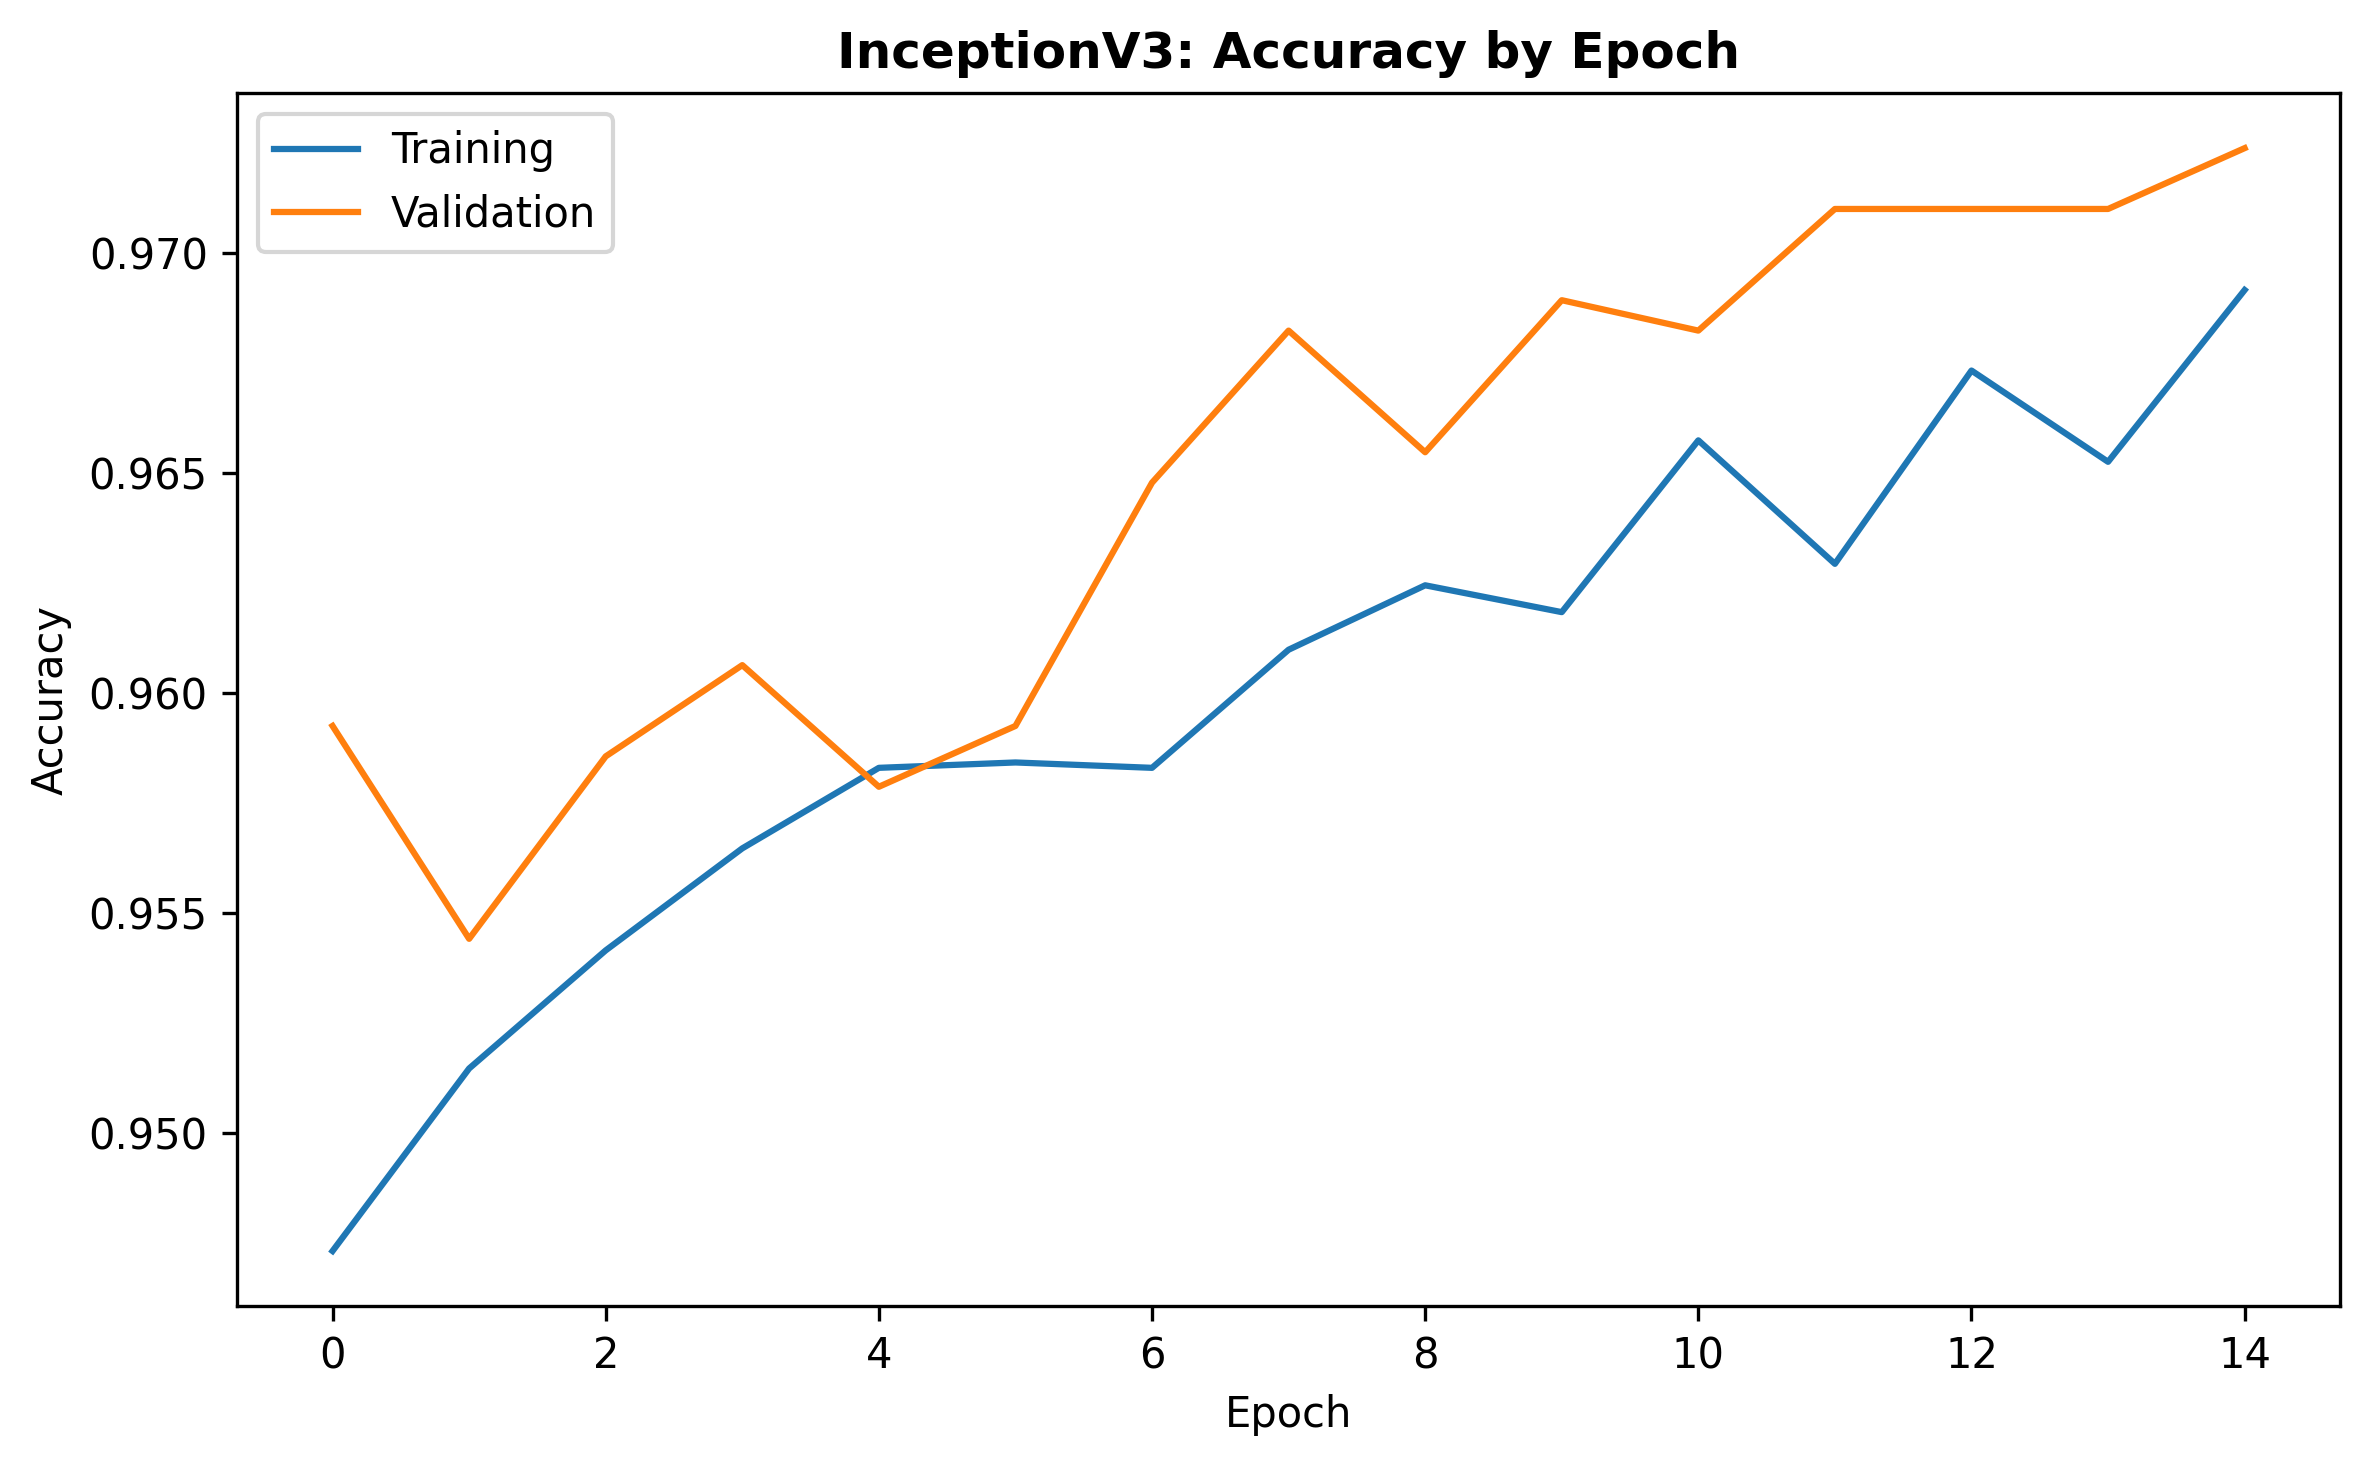 InceptionV3: Accuracy by Epoch
Training
Validation
0.970
0.965
0.960
0.955
0.950
Accuracy
0 2 4 6 8 10 12 14
Epoch